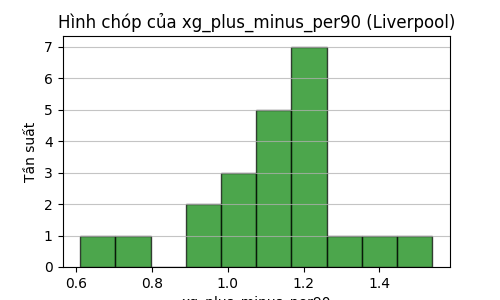 Hình chóp của xg_plus_minus_per90 (Liverpool)
Tần suất
7
6
5
4
3
2
1
0
0.6 0.8 1.0 1.2 1.4
xg_plus_minus_per90